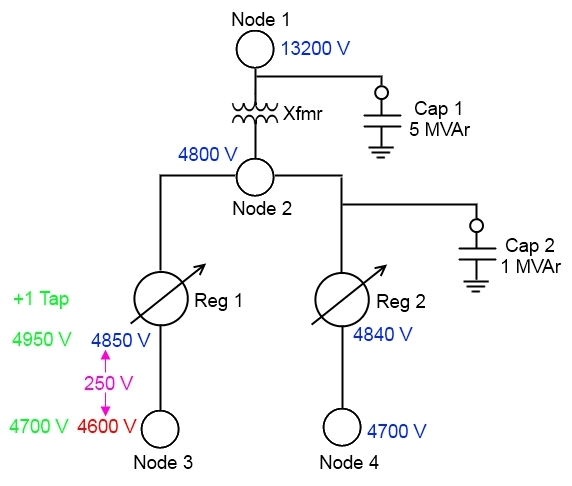 Node 1
13200 V
Xfmr
Cap 1
5 MVAr
4800 V
Node 2
Cap 2
1 MVAr
+1 Tap
Reg 1
Reg 2
4950 V
4850 V
4840 V
250 V
4700 V
4600 V
4700 V
Node 3
Node 4